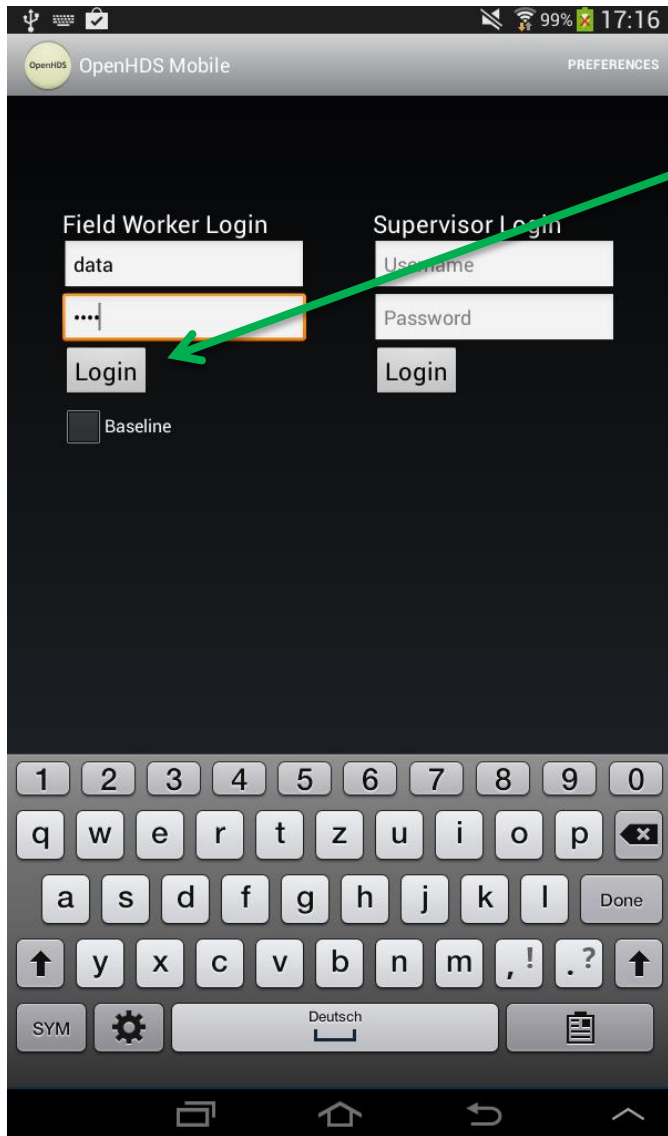 99% 17:16
OpenHDS OpenHDS Mobile PREFERENCES
Field Worker Login Supervisor Login
data Username
•••• Password
Login Login
Baseline
1 2 3 4 5 6 7 8 9 0
q w e r t z u i o p
a s d f g h j k l Done
y x c v b n m , ! . ?
SYM Deutsch